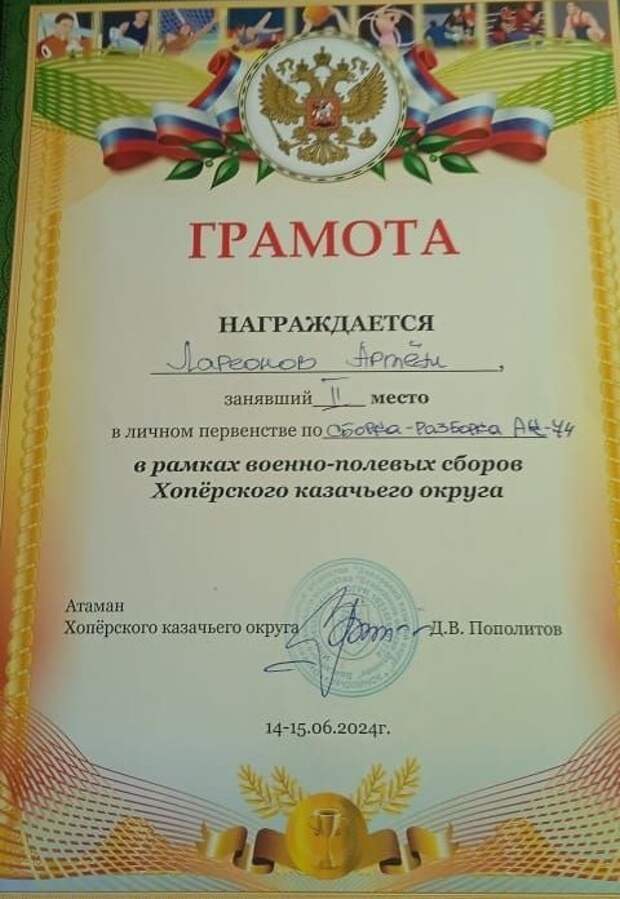 ГРАМОТА
НАГРАЖДАЕТСЯ
Ларионов Артём,
занявший II место
в личном первенстве по сборка-разборка АК-74
в рамках военно-полевых сборов
Хопёрского казачьего округа
Атаман
Хопёрского казачьего округа Д.В. Пополитов
14-15.06.2024г.